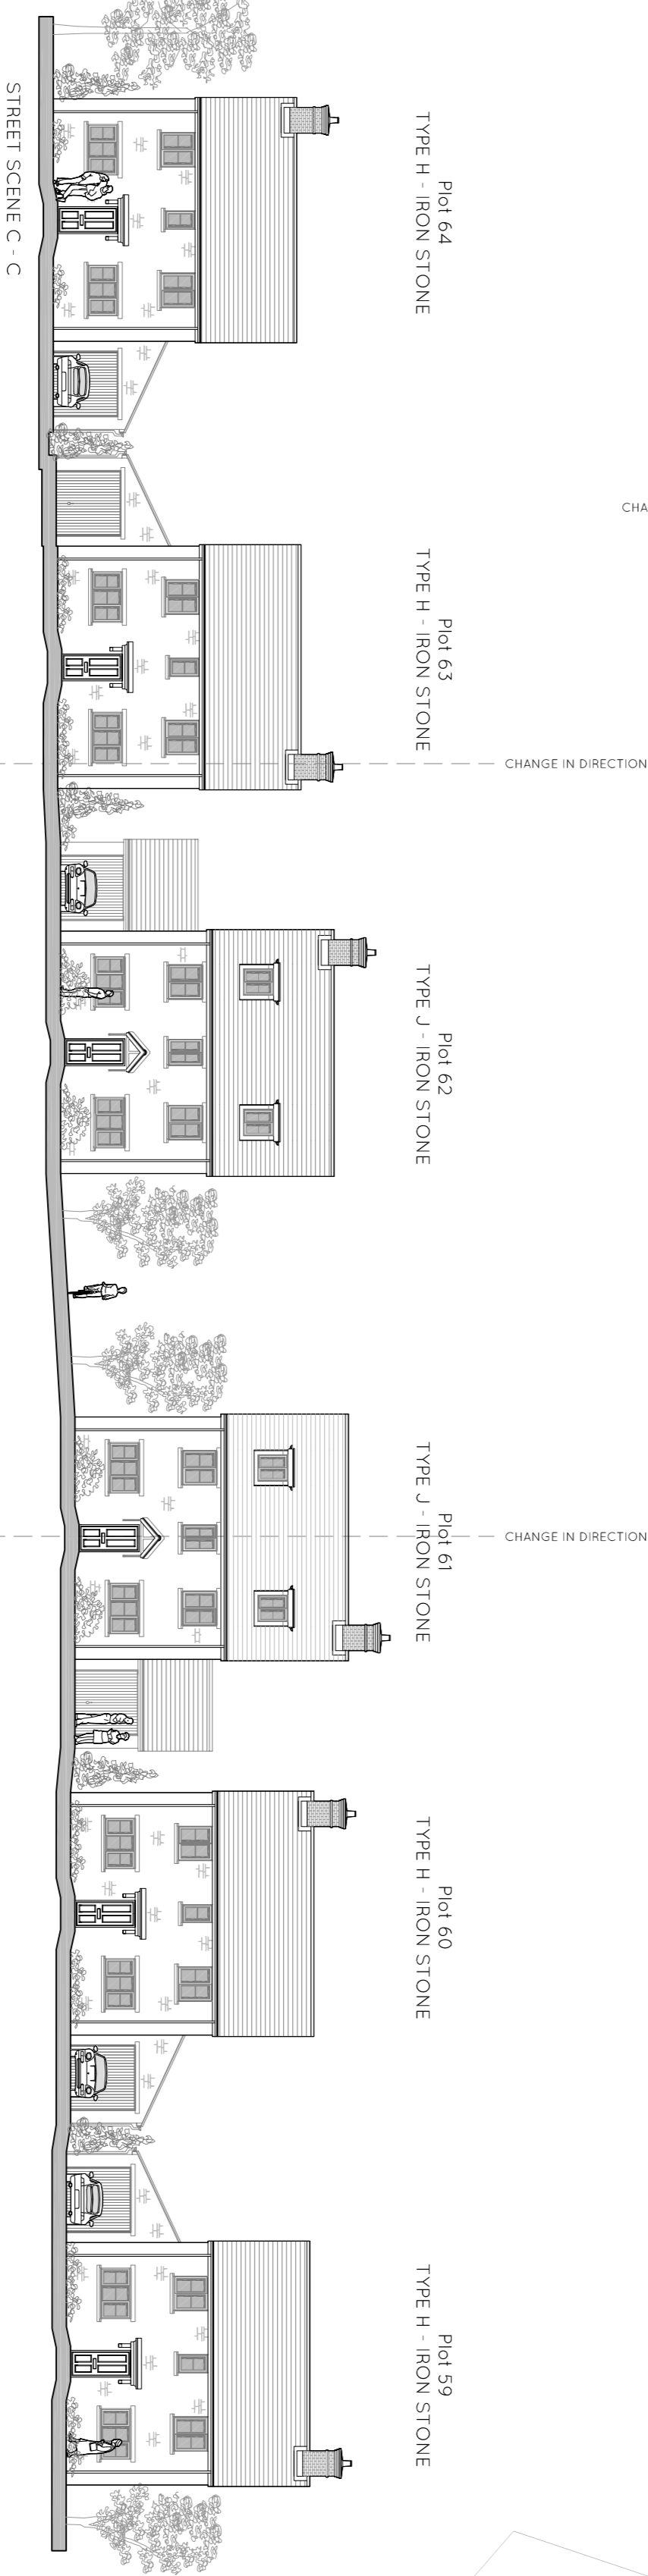 Plot 64
TYPE H - IRON STONE
Plot 63
TYPE H - IRON STONE
Plot 62
TYPE J - IRON STONE
Plot 61
TYPE J - IRON STONE
Plot 60
TYPE H - IRON STONE
Plot 59
TYPE H - IRON STONE
CHA
CHANGE IN DIRECTION
CHANGE IN DIRECTION
STREET SCENE C - C